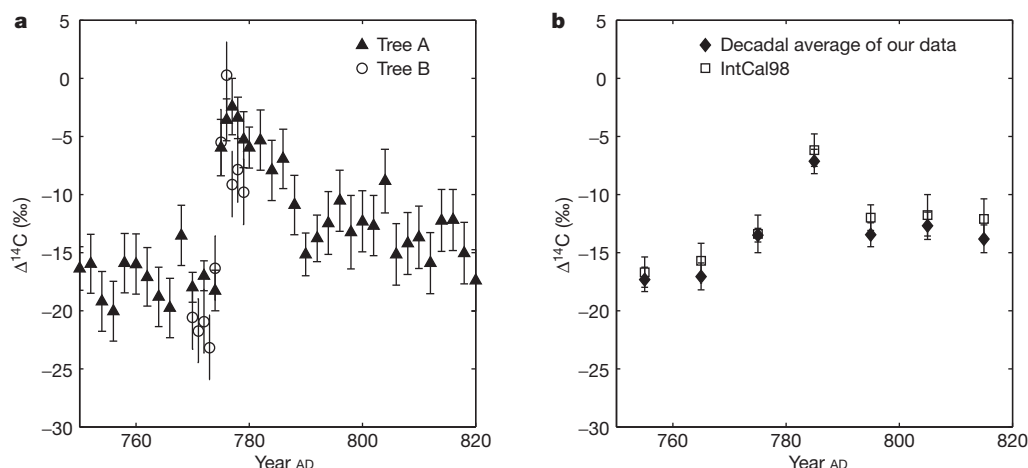 a
5
0
−5
−10
−15
−20
−25
−30
Δ14C (‰)
760
780
800
820
Year AD
Tree A
Tree B
b
5
0
−5
−10
−15
−20
−25
−30
Δ14C (‰)
760
780
800
820
Year AD
Decadal average of our data
IntCal98